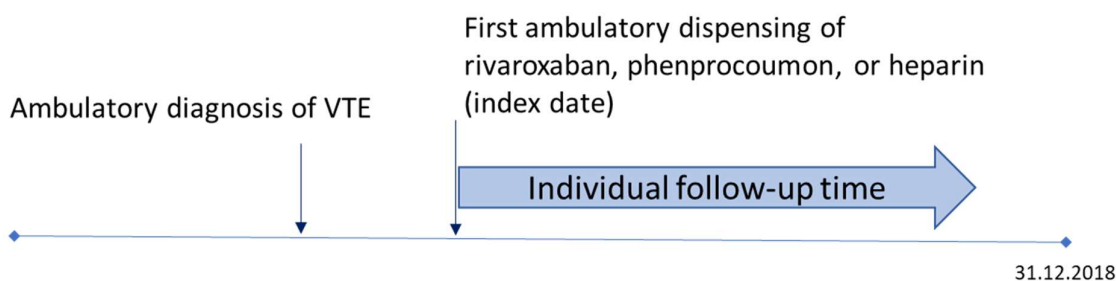 First ambulatory dispensing of
rivaroxaban, phenprocoumon, or heparin
(index date)
Ambulatory diagnosis of VTE
Individual follow-up time
31.12.2018